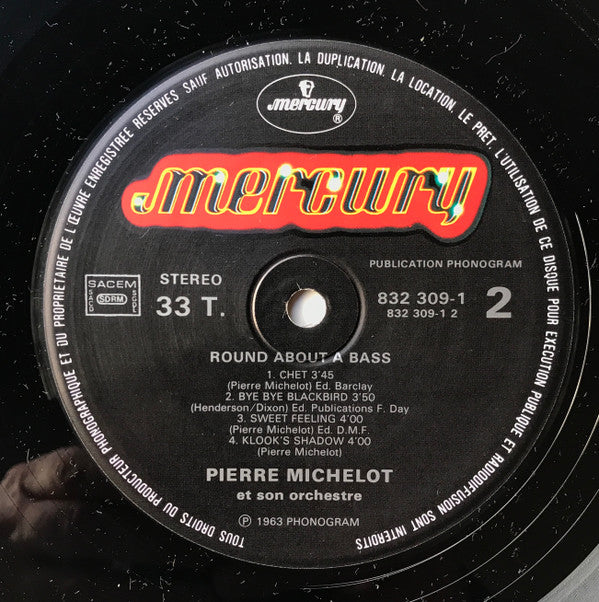 TOUS DROITS DU PRODUCTEUR PHONOGRAPHIQUE ET DU PROPRIETAIRE DE L'ŒUVRE ENREGISTREE RESERVES SAUF AUTORISATION. LA DUPLICATION, LA LOCATION, LE PRET, L'UTILISATION DE CE DISQUE POUR EXECUTION PUBLIQUE ET RADIODIFFUSION SONT INTERDITS
mercury ®
mercury
PUBLICATION PHONOGRAM
SACEM
SACD SDRM SCGDE
STEREO
33 T.
832 309-1
832 309-1 2
2
ROUND ABOUT A BASS
1. CHET 3'45
(Pierre Michelot) Ed. Barclay
2. BYE BYE BLACKBIRD 3'50
(Henderson/Dixon) Ed. Publications F. Day
3. SWEET FEELING 4'00
(Pierre Michelot) Ed. D.M.F.
4. KLOOK'S SHADOW 4'00
(Pierre Michelot)
PIERRE MICHELOT
et son orchestre
℗ 1963 PHONOGRAM